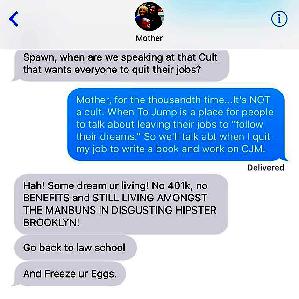 Mother
Spawn, when are we speaking at that Cult
that wants everyone to quit their jobs?
Mother, for the thousandth time...It's NOT
a cult. When To Jump is a place for people
to talk about leaving their jobs to "follow
their dreams." So we'll talk abt when I quit
my job to write a book and work on CJM.
Delivered
Hah! Some dream ur living! No 401k, no
BENEFITS and STILL LIVING AMONGST
THE MANBUNS IN DISGUSTING HIPSTER
BROOKLYN!
Go back to law school
And Freeze ur Eggs.